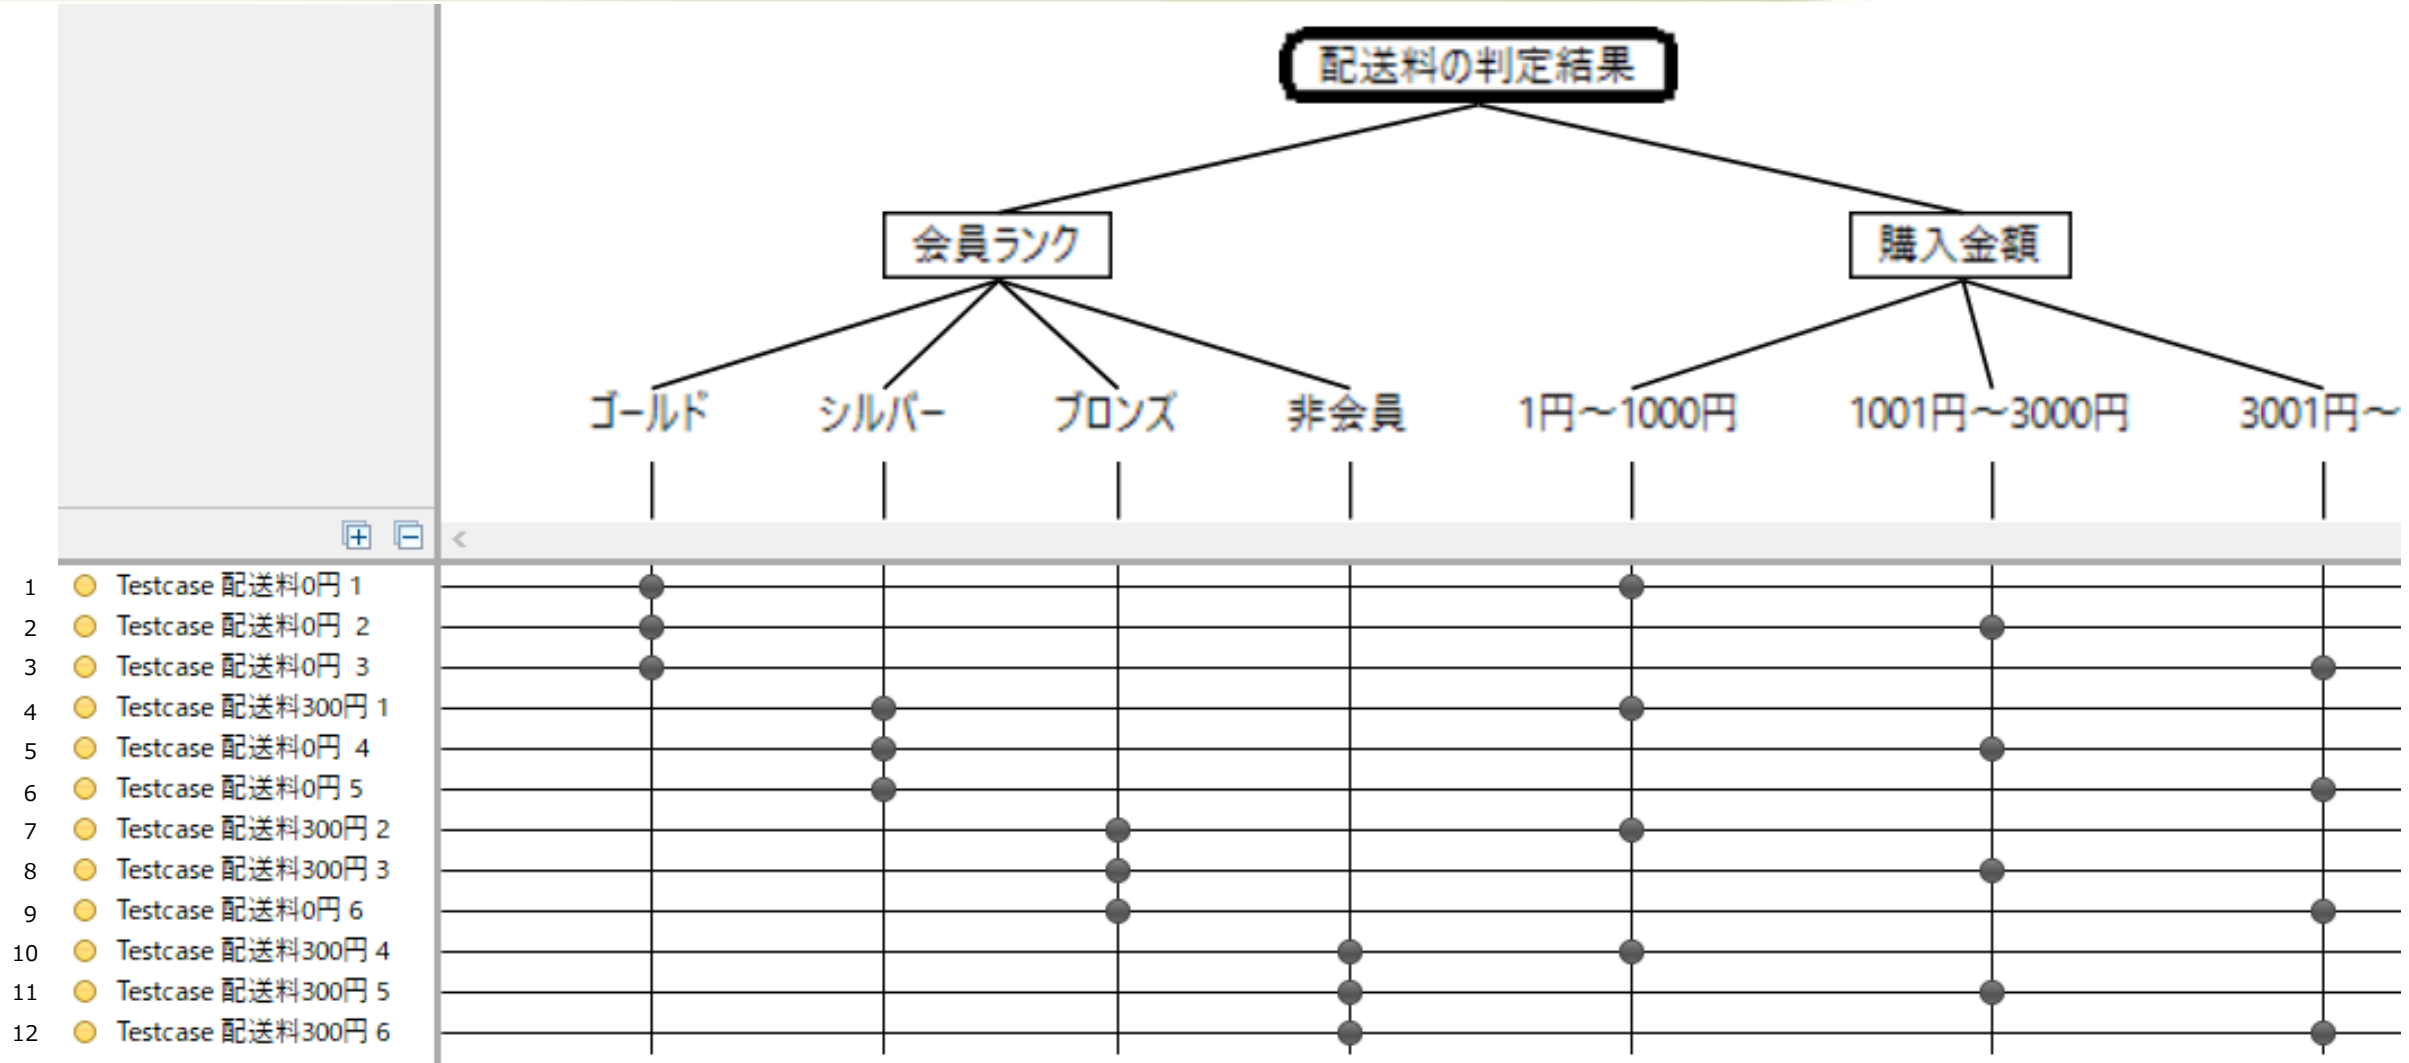 配送料の判定結果
会員ランク
購入金額
ゴールド
シルバー
ブロンズ
非会員
1円～1000円
1001円～3000円
3001円～
1 Testcase 配送料0円 1
2 Testcase 配送料0円 2
3 Testcase 配送料0円 3
4 Testcase 配送料300円 1
5 Testcase 配送料0円 4
6 Testcase 配送料0円 5
7 Testcase 配送料300円 2
8 Testcase 配送料300円 3
9 Testcase 配送料0円 6
10 Testcase 配送料300円 4
11 Testcase 配送料300円 5
12 Testcase 配送料300円 6